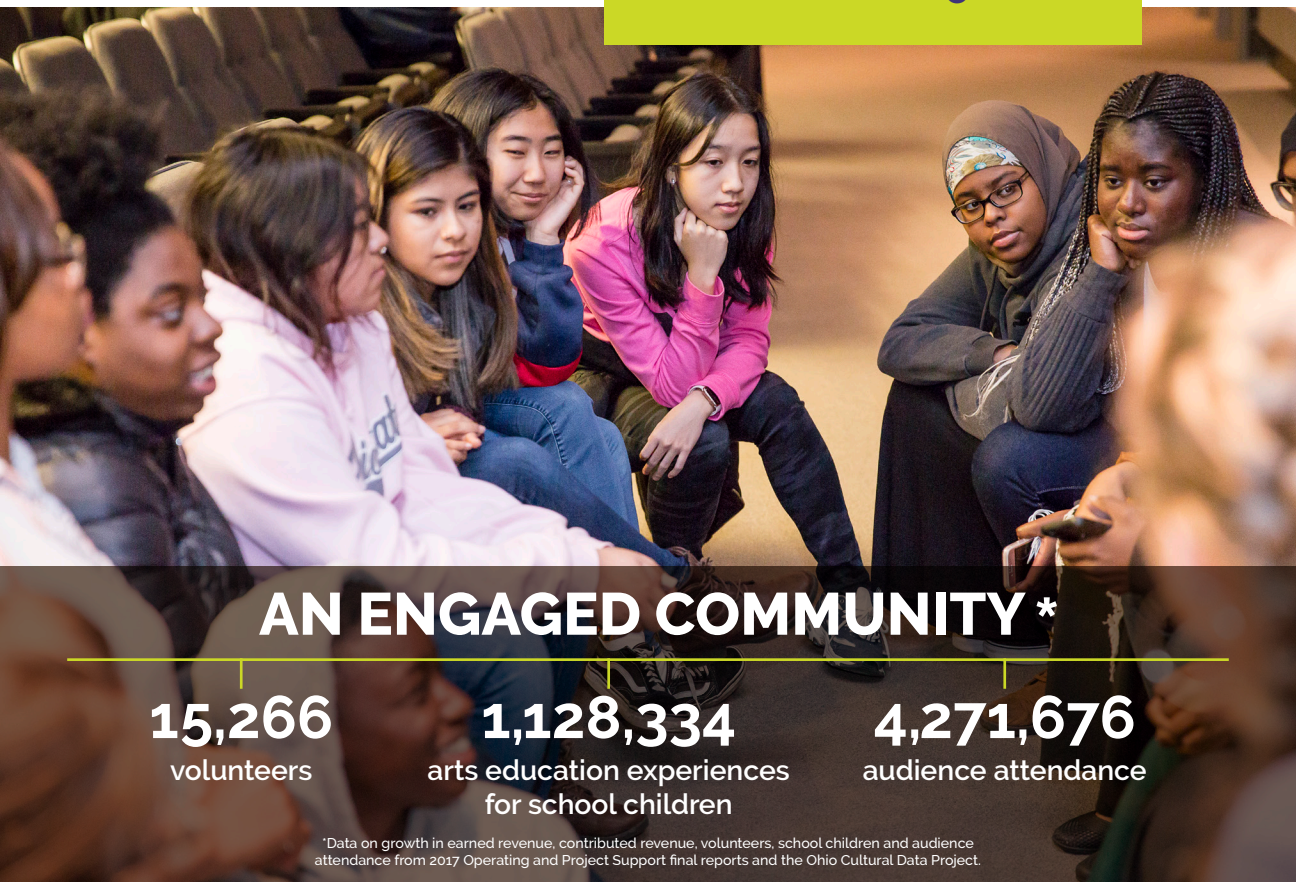 AN ENGAGED COMMUNITY *
15,266
volunteers
1,128,334
arts education experiences
for school children
4,271,676
audience attendance
*Data on growth in earned revenue, contributed revenue, volunteers, school children and audience
attendance from 2017 Operating and Project Support final reports and the Ohio Cultural Data Project.